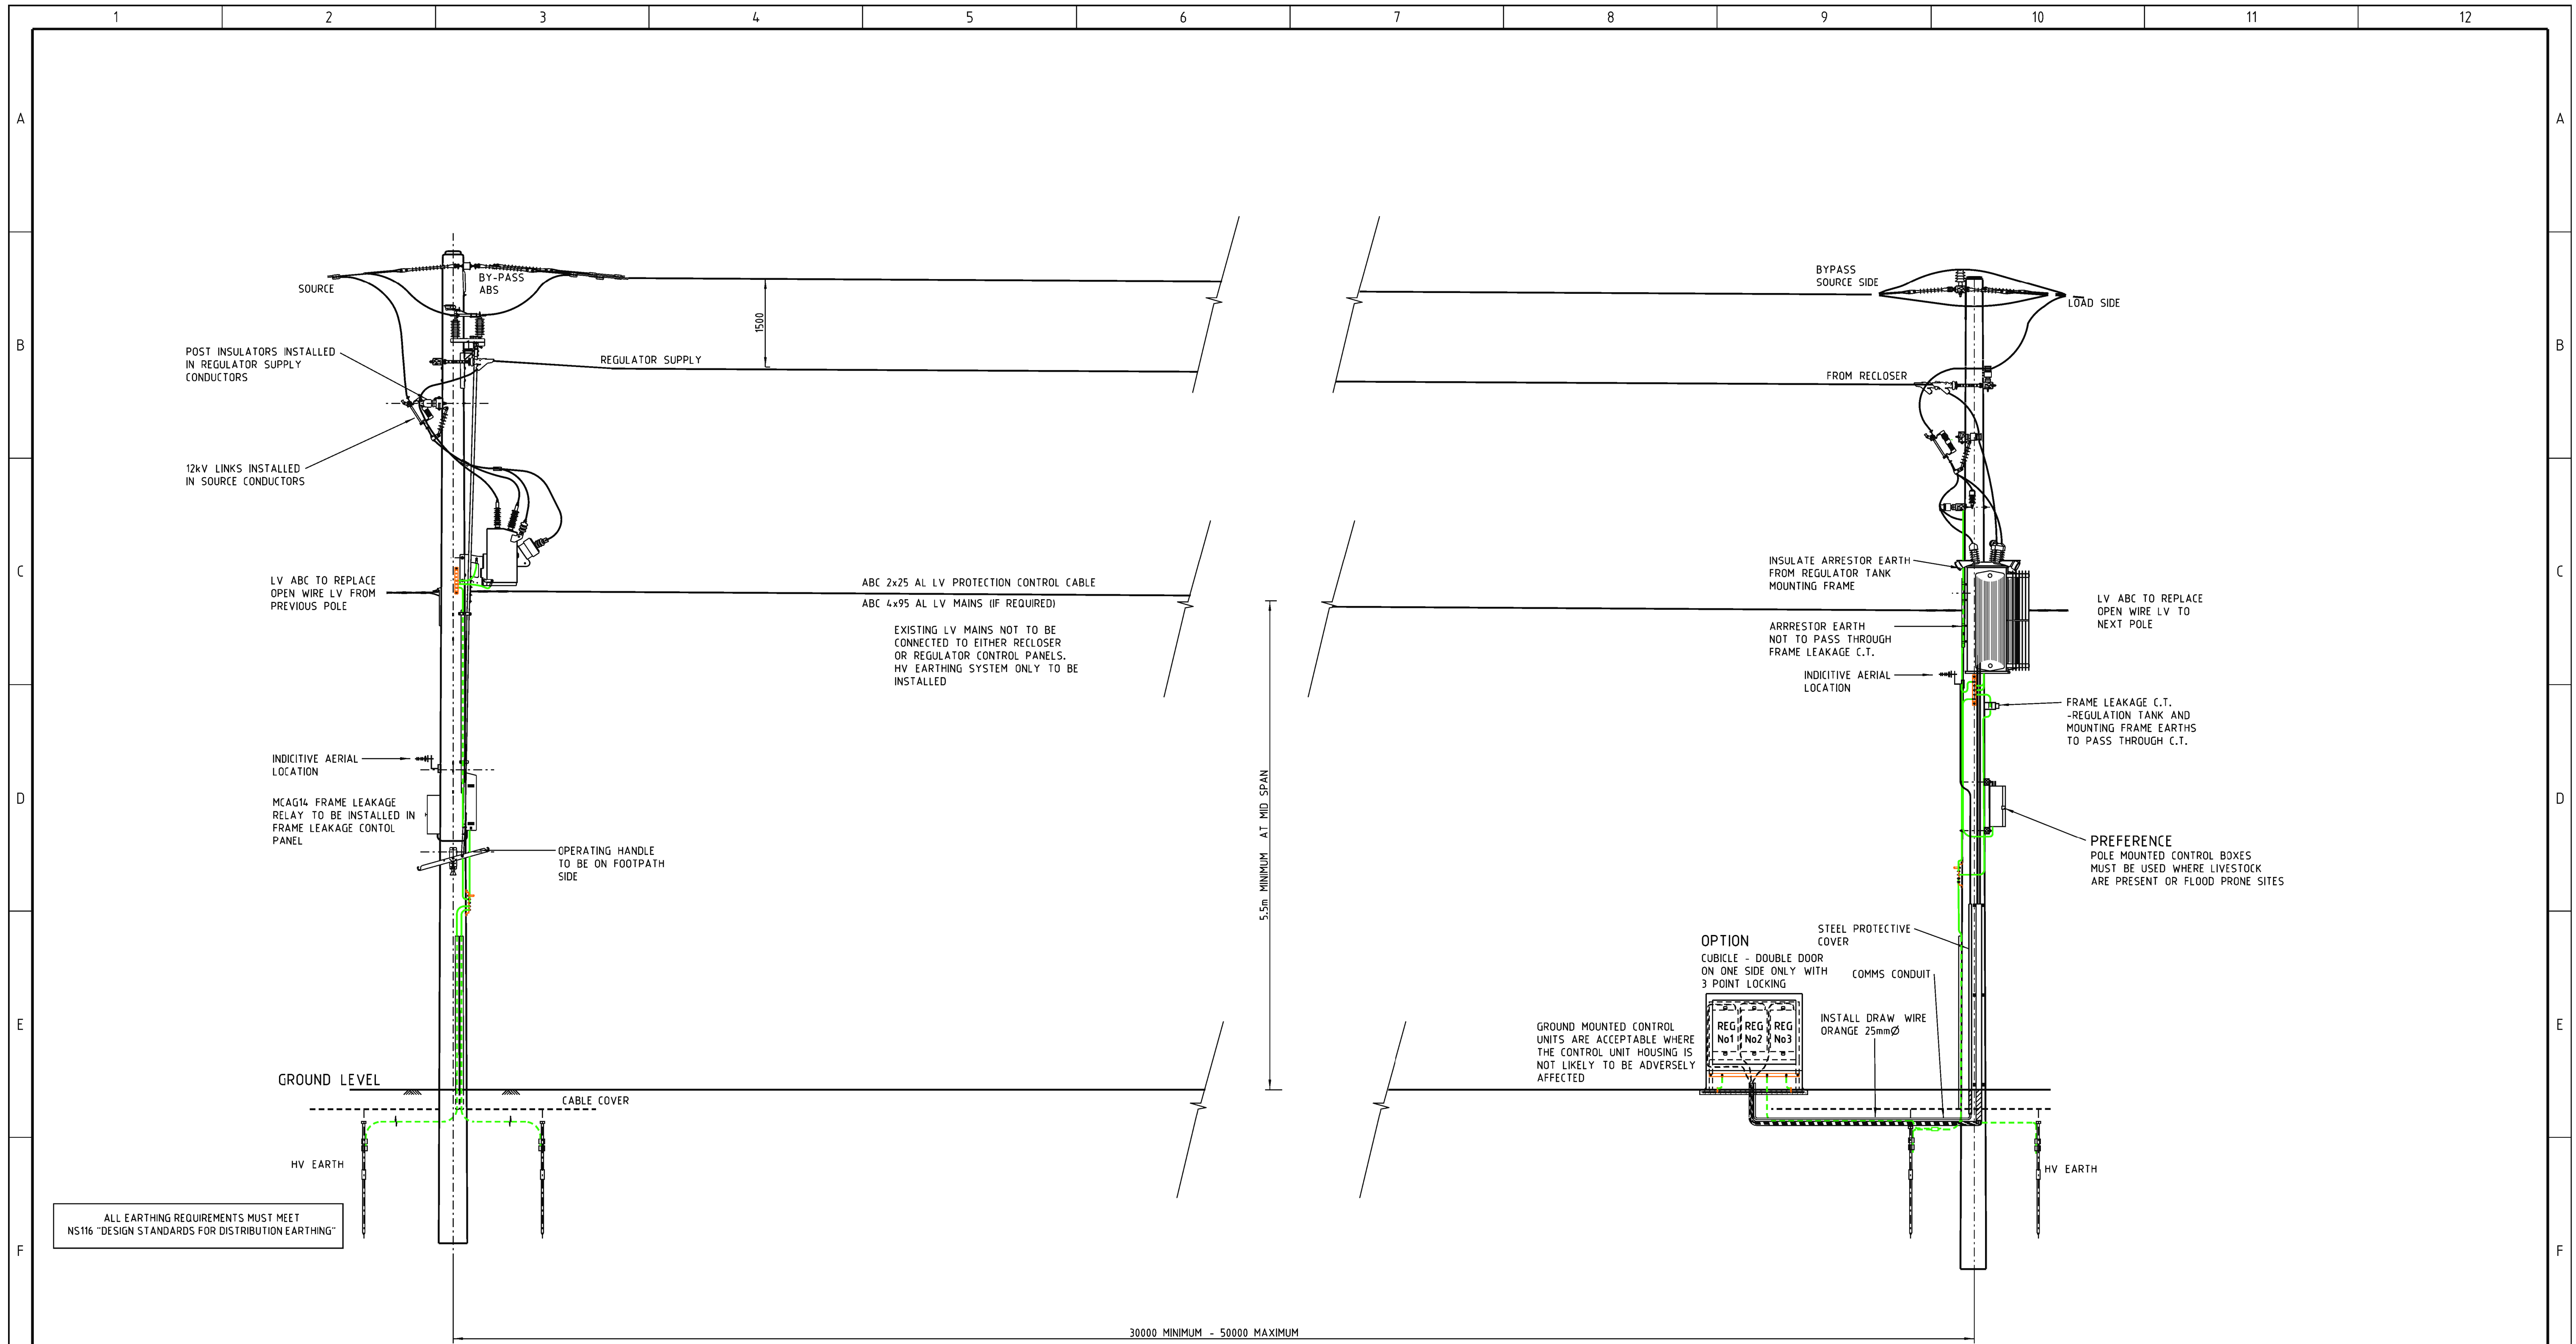 1 2 3 4 5 6 7 8 9 10 11 12
A A
SOURCE
BY-PASS
ABS
BYPASS
SOURCE SIDE
LOAD SIDE
1500
B B
POST INSULATORS INSTALLED
IN REGULATOR SUPPLY
CONDUCTORS
REGULATOR SUPPLY
FROM RECLOSER
12kV LINKS INSTALLED
IN SOURCE CONDUCTORS
C C
LV ABC TO REPLACE
OPEN WIRE LV FROM
PREVIOUS POLE
ABC 2x25 AL LV PROTECTION CONTROL CABLE
ABC 4x95 AL LV MAINS (IF REQUIRED)
EXISTING LV MAINS NOT TO BE
CONNECTED TO EITHER RECLOSER
OR REGULATOR CONTROL PANELS.
HV EARTHING SYSTEM ONLY TO BE
INSTALLED
INSULATE ARRESTOR EARTH
FROM REGULATOR TANK
MOUNTING FRAME
LV ABC TO REPLACE
OPEN WIRE LV TO
NEXT POLE
ARRRESTOR EARTH
NOT TO PASS THROUGH
FRAME LEAKAGE C.T.
INDICITIVE AERIAL
LOCATION
FRAME LEAKAGE C.T.
-REGULATION TANK AND
MOUNTING FRAME EARTHS
TO PASS THROUGH C.T.
INDICITIVE AERIAL
LOCATION
D D
MCAG14 FRAME LEAKAGE
RELAY TO BE INSTALLED IN
FRAME LEAKAGE CONTOL
PANEL
OPERATING HANDLE
TO BE ON FOOTPATH
SIDE
5.5m MINIMUM AT MID SPAN
PREFERENCE
POLE MOUNTED CONTROL BOXES
MUST BE USED WHERE LIVESTOCK
ARE PRESENT OR FLOOD PRONE SITES
STEEL PROTECTIVE
COVER
OPTION
CUBICLE - DOUBLE DOOR
ON ONE SIDE ONLY WITH
3 POINT LOCKING
COMMS CONDUIT
E E
GROUND MOUNTED CONTROL
UNITS ARE ACCEPTABLE WHERE
THE CONTROL UNIT HOUSING IS
NOT LIKELY TO BE ADVERSELY
AFFECTED
REG REG REG
No1 No2 No3
INSTALL DRAW WIRE
ORANGE 25mmØ
GROUND LEVEL
CABLE COVER
HV EARTH
HV EARTH
ALL EARTHING REQUIREMENTS MUST MEET
NS116 "DESIGN STANDARDS FOR DISTRIBUTION EARTHING"
F F
30000 MINIMUM - 50000 MAXIMUM